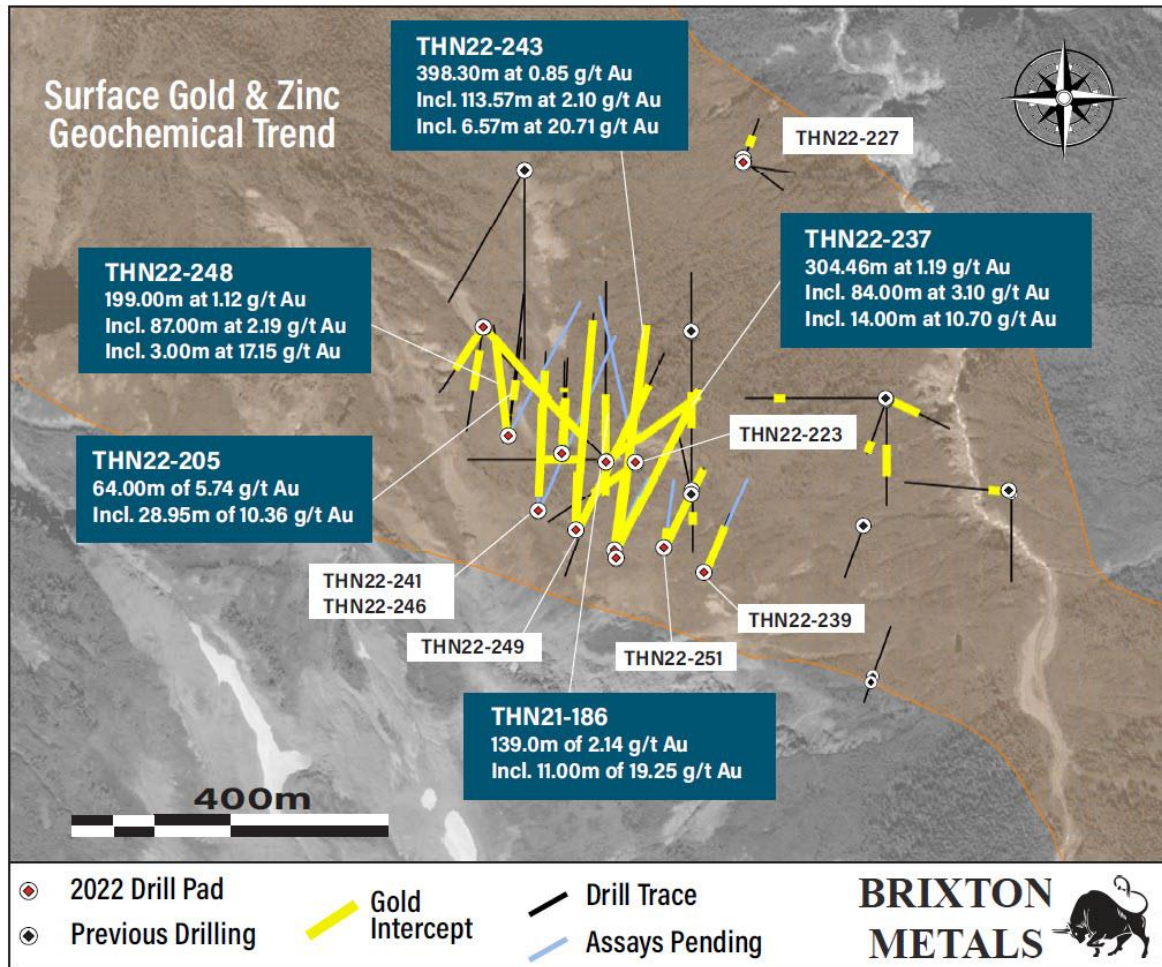 Surface Gold & Zinc
Geochemical Trend
THN22-243
398.30m at 0.85 g/t Au
Incl. 113.57m at 2.10 g/t Au
Incl. 6.57m at 20.71 g/t Au
THN22-227
THN22-248
199.00m at 1.12 g/t Au
Incl. 87.00m at 2.19 g/t Au
Incl. 3.00m at 17.15 g/t Au
THN22-237
304.46m at 1.19 g/t Au
Incl. 84.00m at 3.10 g/t Au
Incl. 14.00m at 10.70 g/t Au
THN22-223
THN22-205
64.00m of 5.74 g/t Au
Incl. 28.95m of 10.36 g/t Au
THN22-241
THN22-246
THN22-249
THN22-251
THN22-239
THN21-186
139.0m of 2.14 g/t Au
Incl. 11.00m of 19.25 g/t Au
400m
2022 Drill Pad
Previous Drilling
Gold
Intercept
Drill Trace
Assays Pending
BRIXTON
METALS